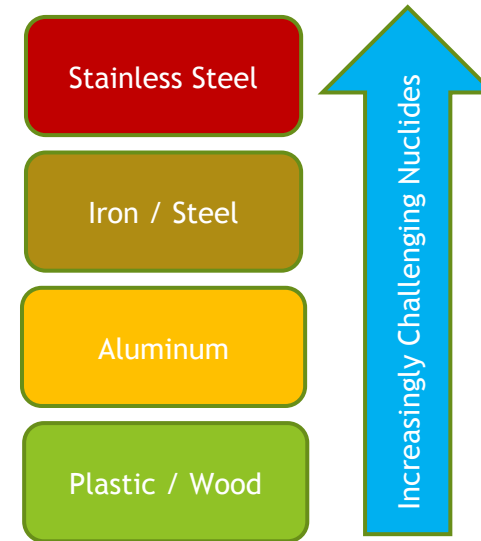 Stainless Steel
Iron / Steel
Aluminum
Plastic / Wood
Increasingly Challenging Nuclides